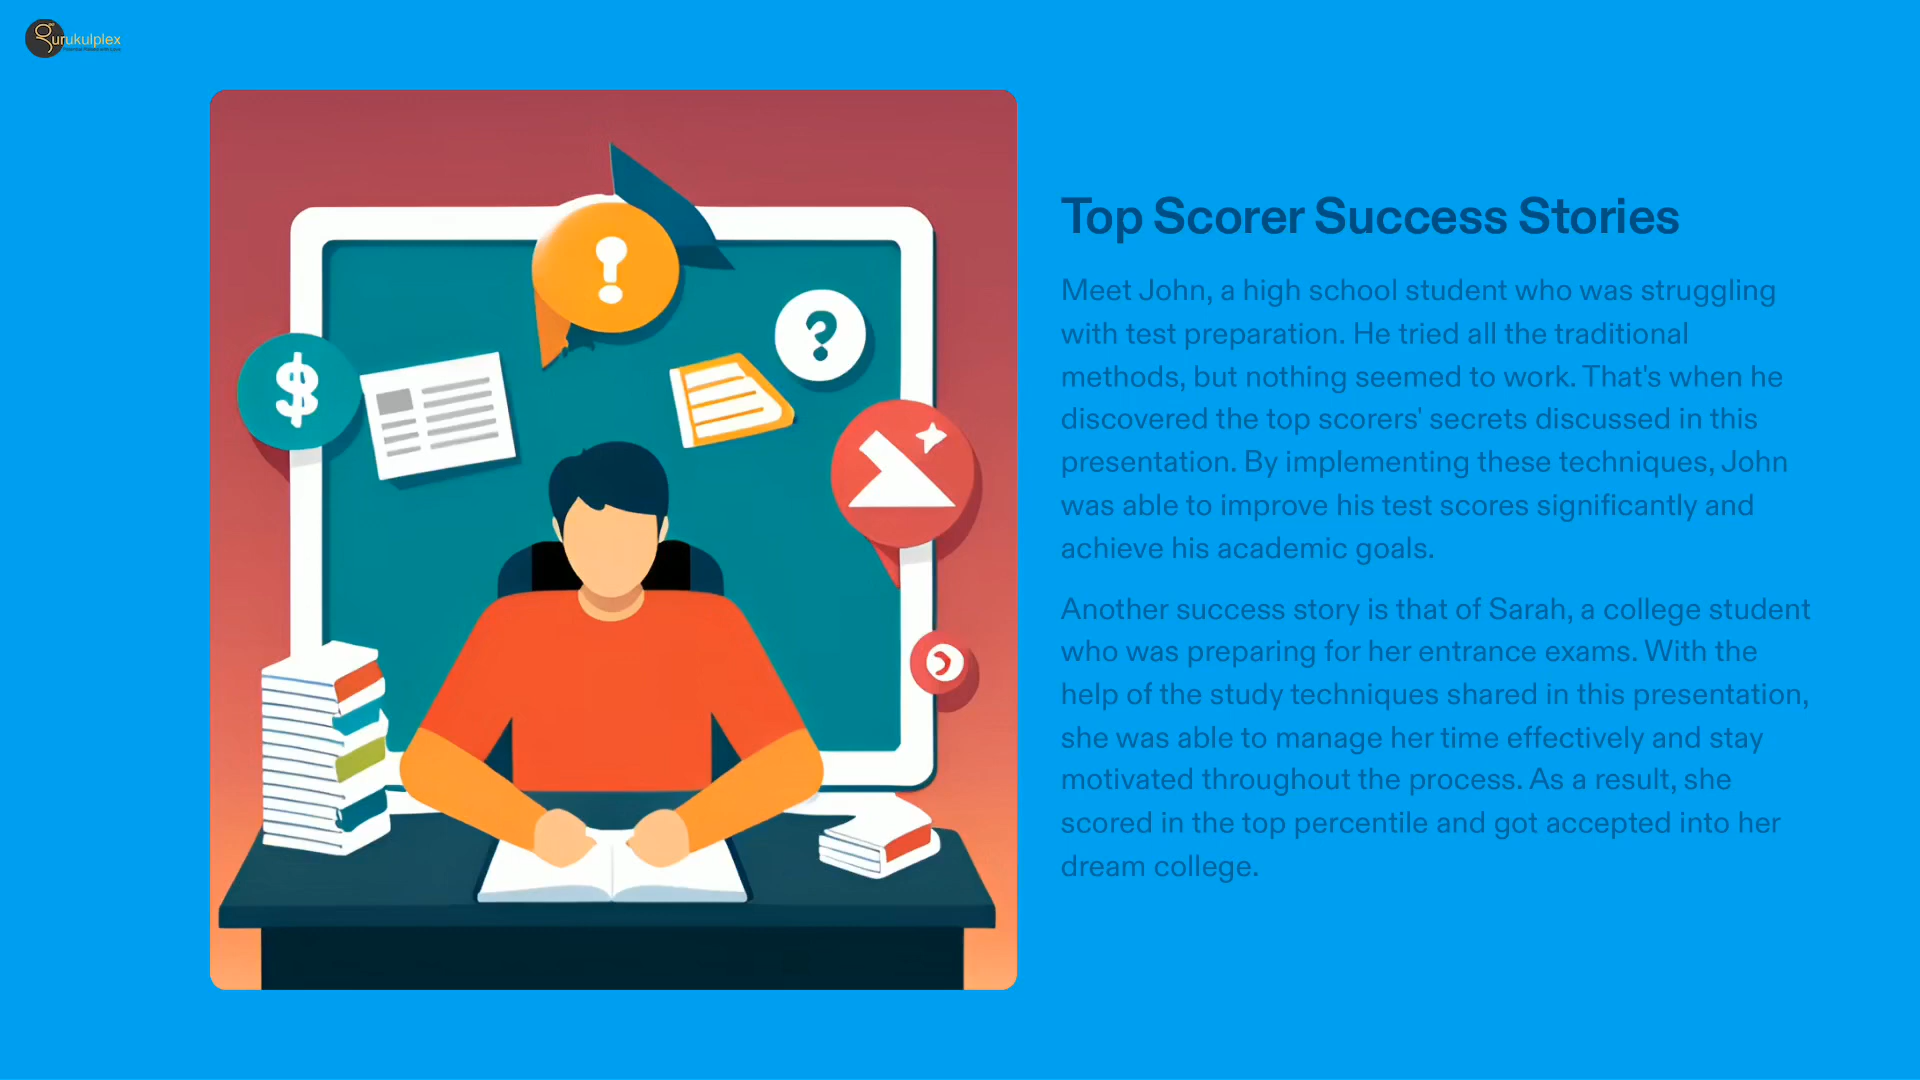 gurukulplex
Top Scorer Success Stories
Meet John, a high school student who was struggling
with test preparation. He tried all the traditional
methods, but nothing seemed to work. That's when he
discovered the top scorers' secrets discussed in this
presentation. By implementing these techniques, John
was able to improve his test scores significantly and
achieve his academic goals.
Another success story is that of Sarah, a college student
who was preparing for her entrance exams. With the
help of the study techniques shared in this presentation,
she was able to manage her time effectively and stay
motivated throughout the process. As a result, she
scored in the top percentile and got accepted into her
dream college.
$
!
?